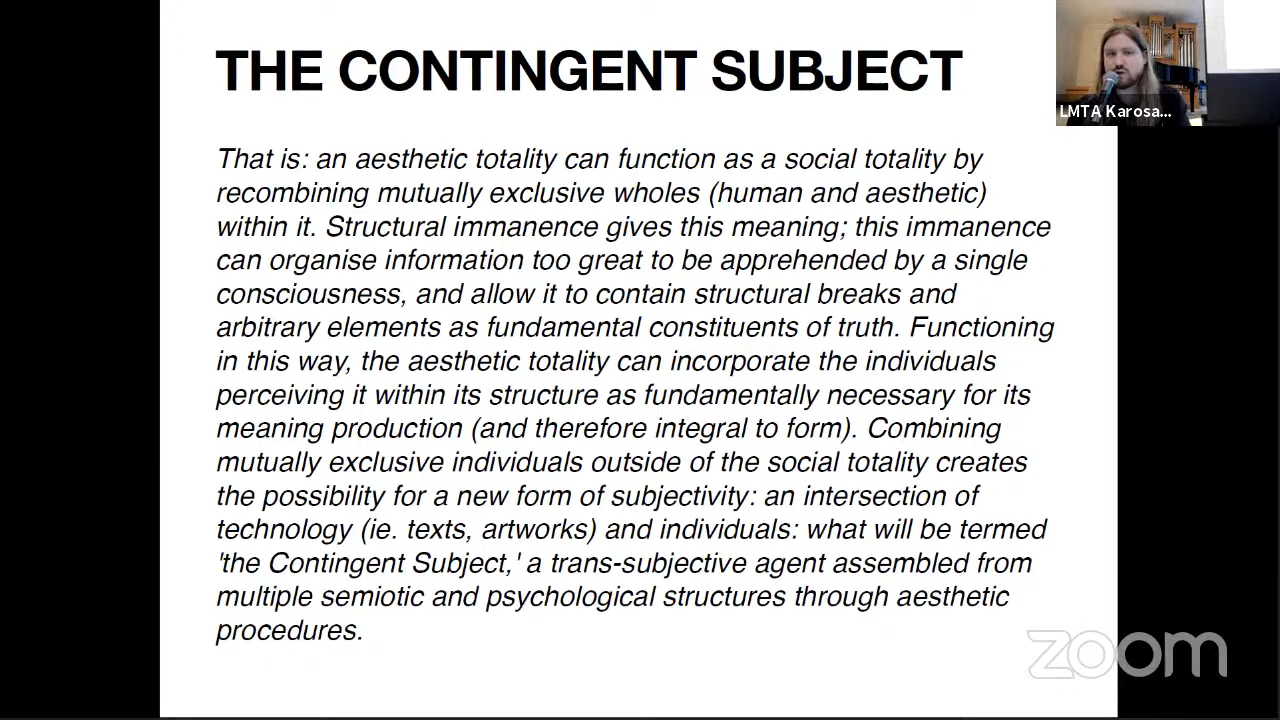 THE CONTINGENT SUBJECT
LMTA Karosa...
That is: an aesthetic totality can function as a social totality by
recombining mutually exclusive wholes (human and aesthetic)
within it. Structural immanence gives this meaning; this immanence
can organise information too great to be apprehended by a single
consciousness, and allow it to contain structural breaks and
arbitrary elements as fundamental constituents of truth. Functioning
in this way, the aesthetic totality can incorporate the individuals
perceiving it within its structure as fundamentally necessary for its
meaning production (and therefore integral to form). Combining
mutually exclusive individuals outside of the social totality creates
the possibility for a new form of subjectivity: an intersection of
technology (ie. texts, artworks) and individuals: what will be termed
'the Contingent Subject,' a trans-subjective agent assembled from
multiple semiotic and psychological structures through aesthetic
procedures.
zoom